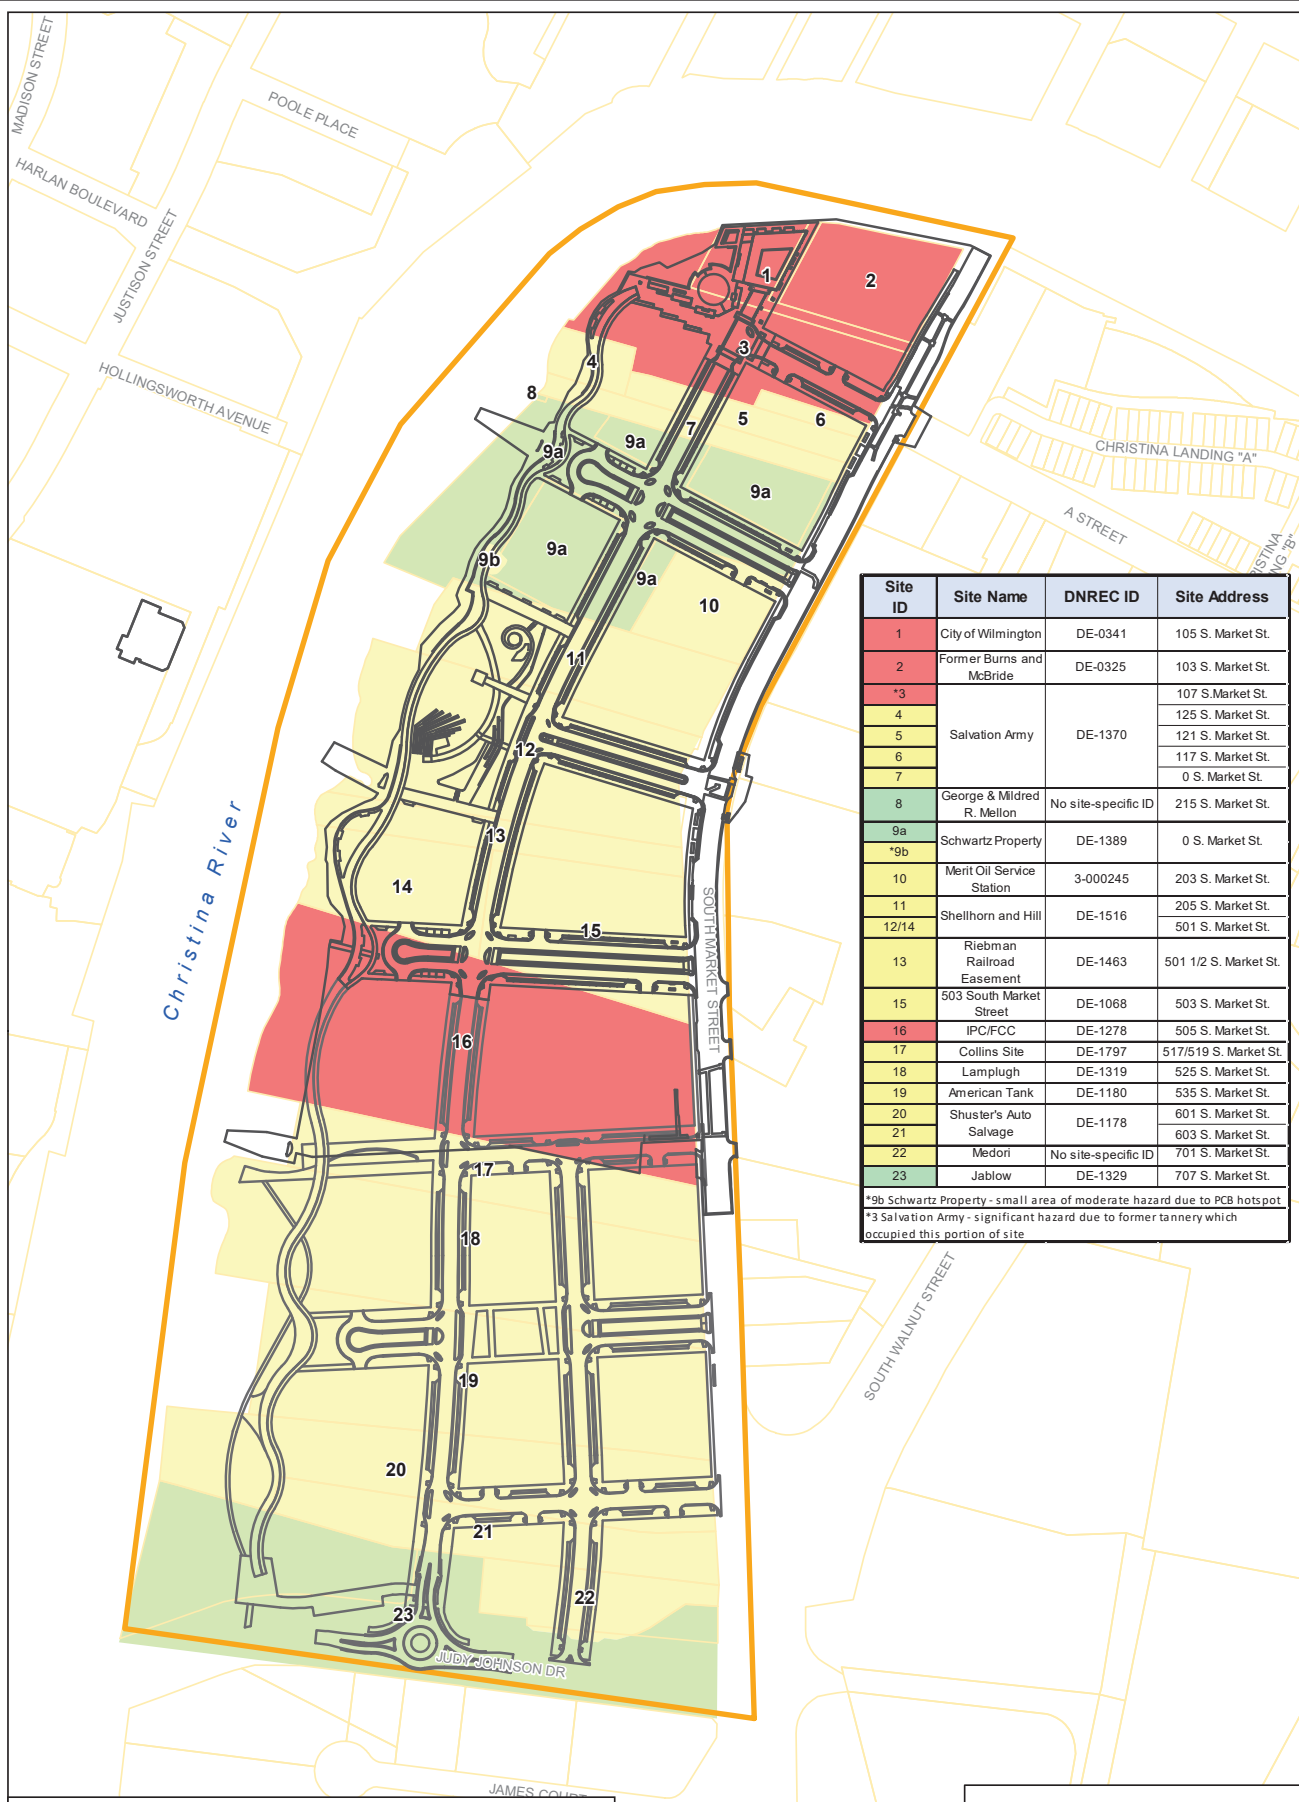 MADISON STREET
POOLE PLACE
HARLAN BOULEVARD
JUSTISON STREET
HOLLINGSWORTH AVENUE
1
2
3
4
8
5
6
7
9a
9a
9a
9a
9b
9a
10
CHRISTINA LANDING "A"
A STREET
11
12
13
14
15
SOUTH MARKET STREET
Christina River
16
17
18
19
20
21
22
23
JUDY JOHNSON DR
JAMES COURT
SOUTH WALNUT STREET
Site ID Site Name DNREC ID Site Address
1 City of Wilmington DE-0341 105 S. Market St.
2 Former Burns and McBride DE-0325 103 S. Market St.
*3 Salvation Army DE-1370 107 S.Market St.
4 125 S. Market St.
5 121 S. Market St.
6 117 S. Market St.
7 0 S. Market St.
8 George & Mildred R. Mellon No site-specific ID 215 S. Market St.
9a Schwartz Property DE-1389 0 S. Market St.
*9b
10 Merit Oil Service Station 3-000245 203 S. Market St.
11 Shellhorn and Hill DE-1516 205 S. Market St.
12/14 501 S. Market St.
13 Riebman Railroad Easement DE-1463 501 1/2 S. Market St.
15 503 South Market Street DE-1068 503 S. Market St.
16 IPC/FCC DE-1278 505 S. Market St.
17 Collins Site DE-1797 517/519 S. Market St.
18 Lamplugh DE-1319 525 S. Market St.
19 American Tank DE-1180 535 S. Market St.
20 Shuster's Auto Salvage DE-1178 601 S. Market St.
21 603 S. Market St.
22 Medori No site-specific ID 701 S. Market St.
23 Jablow DE-1329 707 S. Market St.
*9b Schwartz Property - small area of moderate hazard due to PCB hotspot
*3 Salvation Army - significant hazard due to former tannery which
occupied this portion of site